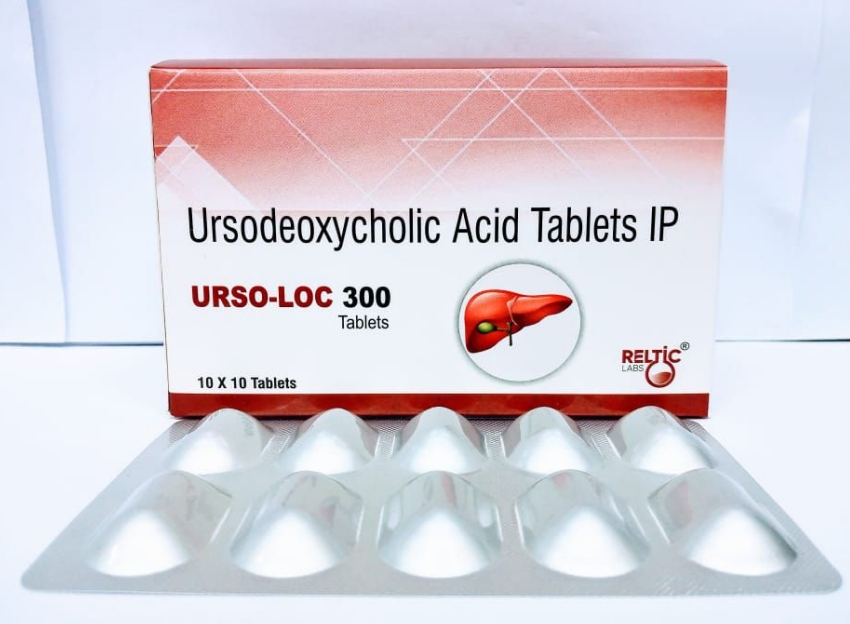 Ursodeoxycholic Acid Tablets IP
URSO-LOC 300
Tablets
10 X 10 Tablets
RELTiC®
LABS